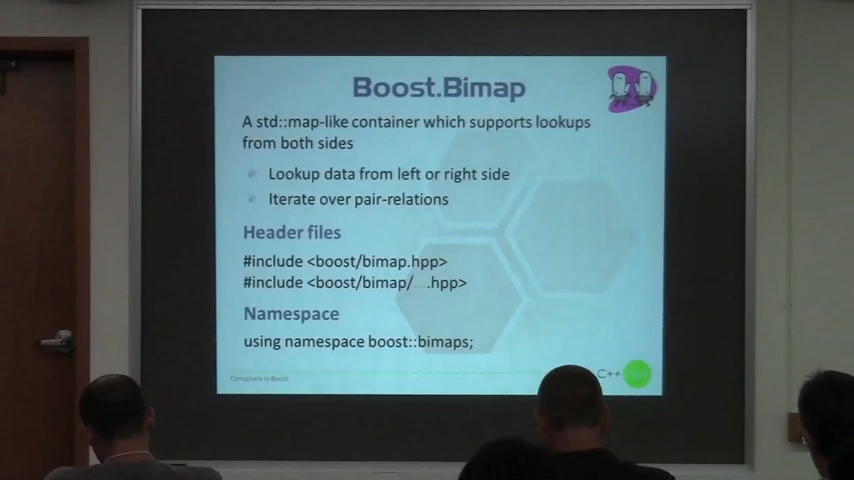 Boost.Bimap
A std::map-like container which supports lookups
from both sides
Lookup data from left or right side
Iterate over pair-relations
Header files
#include <boost/bimap.hpp>
#include <boost/bimap/....hpp>
Namespace
using namespace boost::bimaps;
Containers in Boost
C++